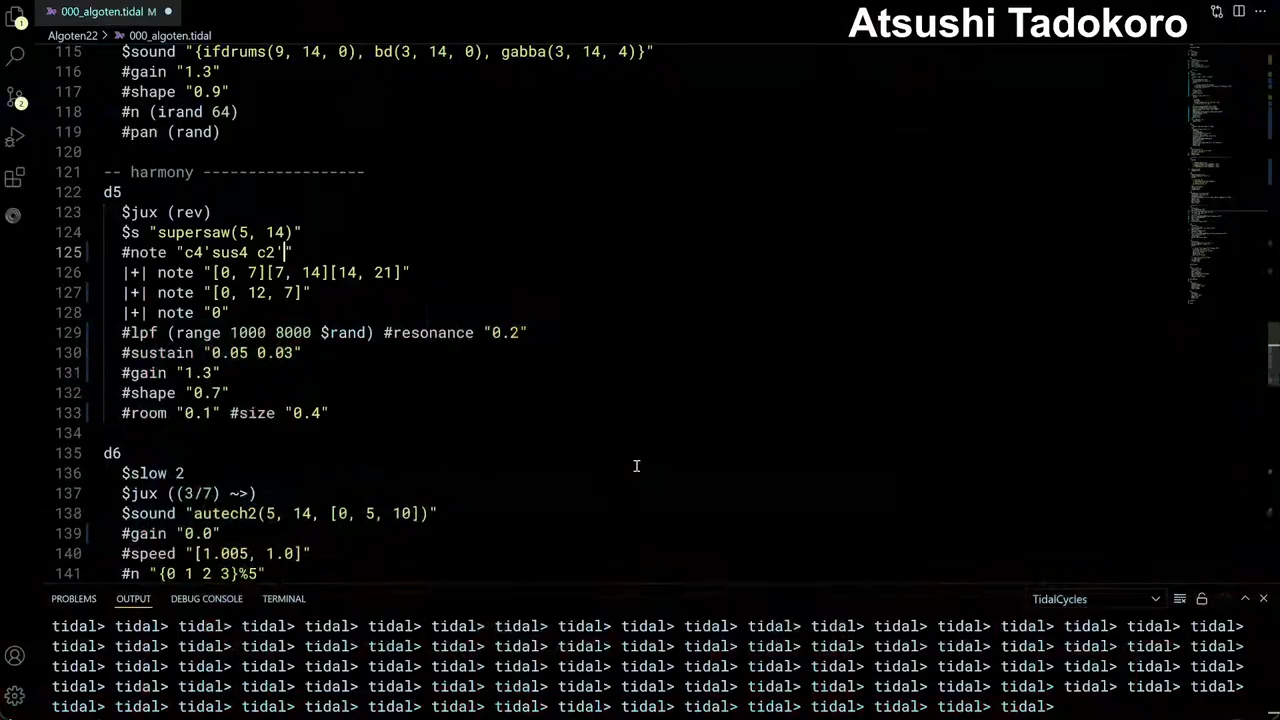 000_algoten.tidal M
Atsushi Tadokoro
Algoten22 > 000_algoten.tidal
115 $sound "{ifdrums(9, 14, 0), bd(3, 14, 0), gabba(3, 14, 4)}"
116 #gain "1.3"
117 #shape "0.9"
118 #n (irand 64)
119 #pan (rand)
120
121 -- harmony ------------------
122 d5
123 $jux (rev)
124 $s "supersaw(5, 14)"
125 #note "c4'sus4 c2'"
126 |+| note "[0, 7][7, 14][14, 21]"
127 |+| note "[0, 12, 7]"
128 |+| note "0"
129 #lpf (range 1000 8000 $rand) #resonance "0.2"
130 #sustain "0.05 0.03"
131 #gain "1.3"
132 #shape "0.7"
133 #room "0.1" #size "0.4"
134
135 d6
136 $slow 2
137 $jux ((3/7) ~>)
138 $sound "autech2(5, 14, [0, 5, 10])"
139 #gain "0.0"
140 #speed "[1.005, 1.0]"
141 #n "{0 1 2 3}%5"
1
2
PROBLEMS OUTPUT DEBUG CONSOLE TERMINAL TidalCycles
tidal> tidal> tidal> tidal> tidal> tidal> tidal> tidal> tidal> tidal> tidal> tidal> tidal> tidal> tidal> tidal> tidal> tidal> tidal>
tidal> tidal> tidal> tidal> tidal> tidal> tidal> tidal> tidal> tidal> tidal> tidal> tidal> tidal> tidal> tidal> tidal> tidal> tidal>
tidal> tidal> tidal> tidal> tidal> tidal> tidal> tidal> tidal> tidal> tidal> tidal> tidal> tidal> tidal> tidal> tidal> tidal> tidal>
tidal> tidal> tidal> tidal> tidal> tidal> tidal> tidal> tidal> tidal> tidal> tidal> tidal> tidal> tidal> tidal> tidal> tidal> tidal>
tidal> tidal> tidal> tidal> tidal> tidal> tidal> tidal> tidal> tidal> tidal> tidal> tidal> tidal> tidal> tidal>